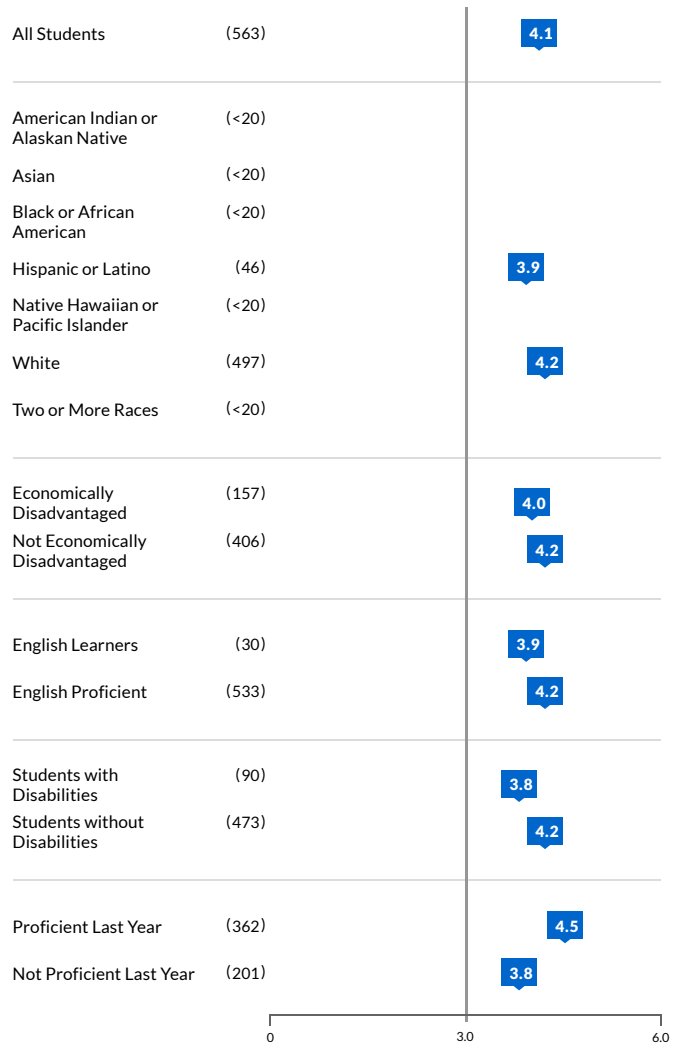 All Students (563) 4.1
American Indian or
Alaskan Native (<20)
Asian (<20)
Black or African
American (<20)
Hispanic or Latino (46) 3.9
Native Hawaiian or
Pacific Islander (<20)
White (497) 4.2
Two or More Races (<20)
Economically
Disadvantaged (157) 4.0
Not Economically
Disadvantaged (406) 4.2
English Learners (30) 3.9
English Proficient (533) 4.2
Students with
Disabilities (90) 3.8
Students without
Disabilities (473) 4.2
Proficient Last Year (362) 4.5
Not Proficient Last Year (201) 3.8
0 3.0 6.0